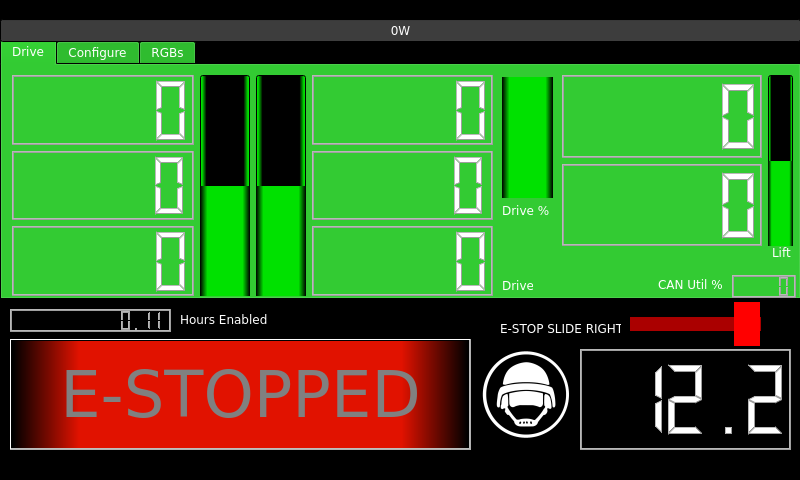 0W
Drive Configure RGBs
0 0 0
0 0 0
0 0
Drive %
Lift
Drive
CAN Util % 0
0.11 Hours Enabled
E-STOP SLIDE RIGHT
E-STOPPED
12.2